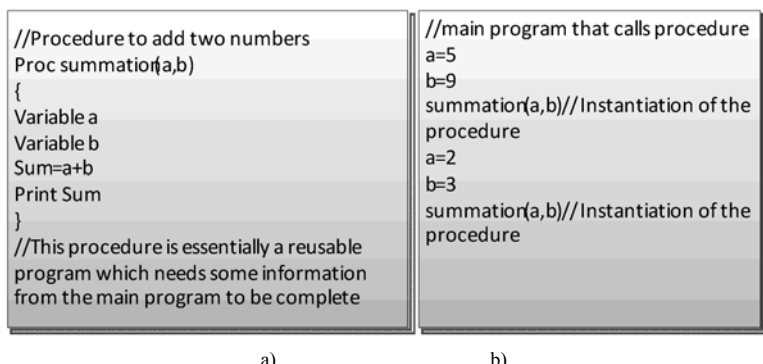 //Procedure to add two numbers
Proc summation(a,b)
{
Variable a
Variable b
Sum=a+b
Print Sum
}
//This procedure is essentially a reusable
program which needs some information
from the main program to be complete
//main program that calls procedure
a=5
b=9
summation(a,b)//Instantiation of the
procedure
a=2
b=3
summation(a,b)//Instantiation of the
procedure
a)
b)